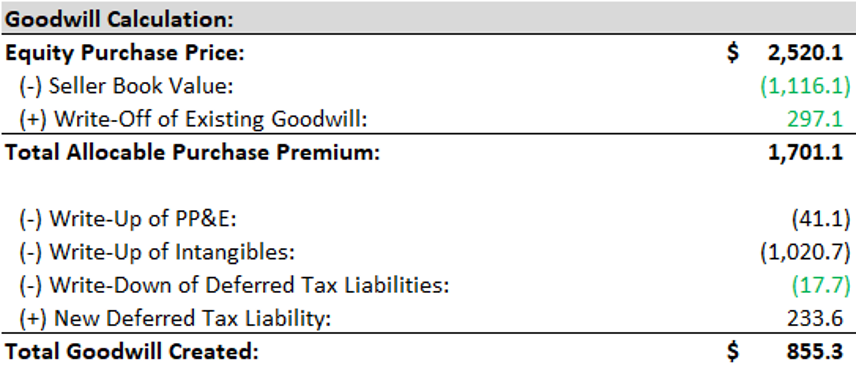 Goodwill Calculation:
Equity Purchase Price: $ 2,520.1
(-) Seller Book Value: (1,116.1)
(+) Write-Off of Existing Goodwill: 297.1
Total Allocable Purchase Premium: 1,701.1
(-) Write-Up of PP&E: (41.1)
(-) Write-Up of Intangibles: (1,020.7)
(-) Write-Down of Deferred Tax Liabilities: (17.7)
(+) New Deferred Tax Liability: 233.6
Total Goodwill Created: $ 855.3